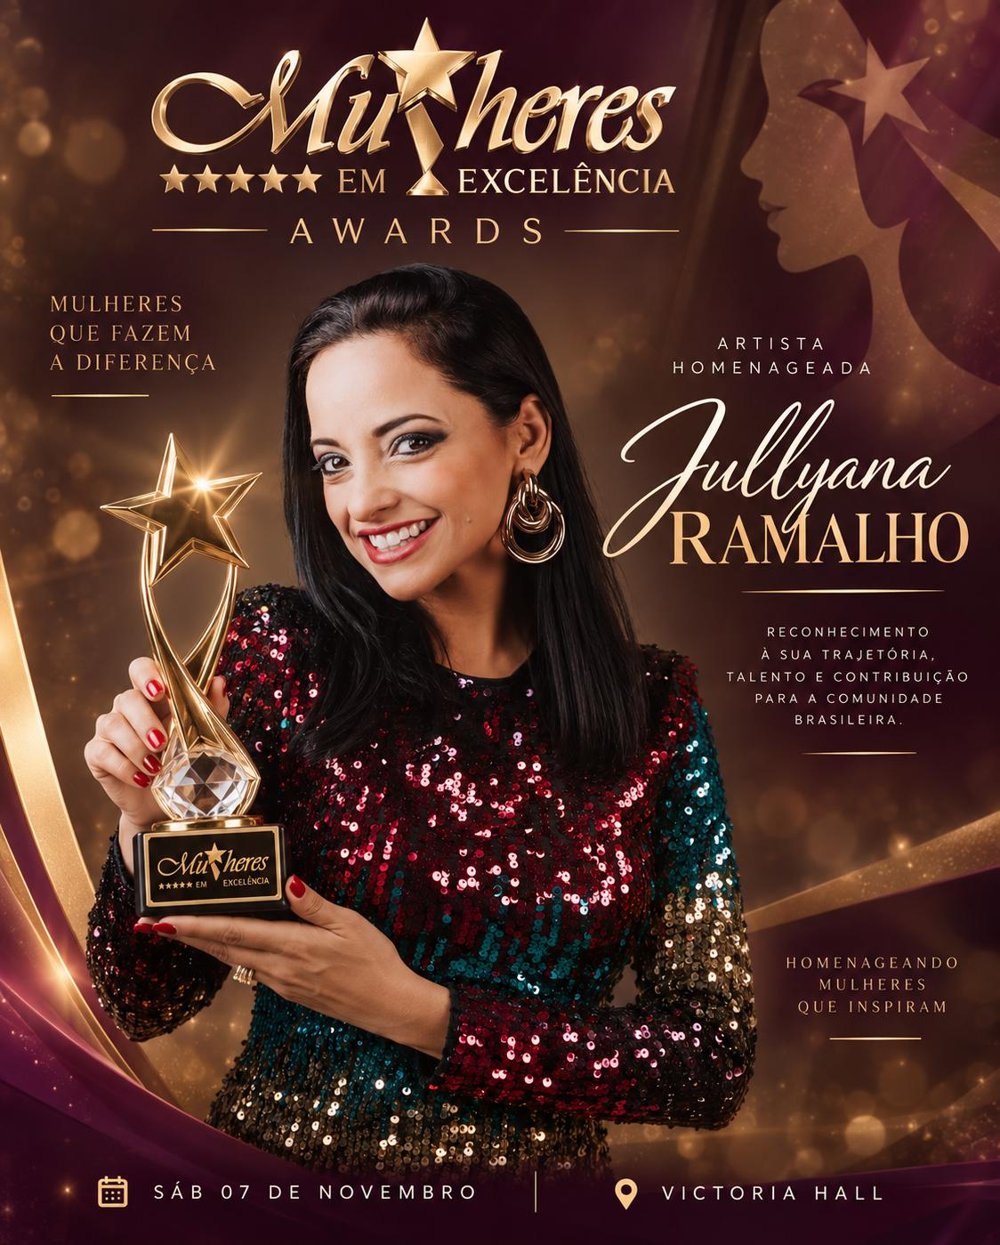 Mulheres
EM EXCELÊNCIA
AWARDS
MULHERES
QUE FAZEM
A DIFERENÇA
ARTISTA
HOMENAGEADA
Jullyana
RAMALHO
RECONHECIMENTO
À SUA TRAJETÓRIA,
TALENTO E CONTRIBUIÇÃO
PARA A COMUNIDADE
BRASILEIRA.
Mulheres
EM EXCELÊNCIA
HOMENAGEANDO
MULHERES
QUE INSPIRAM
SÁB 07 DE NOVEMBRO
VICTORIA HALL